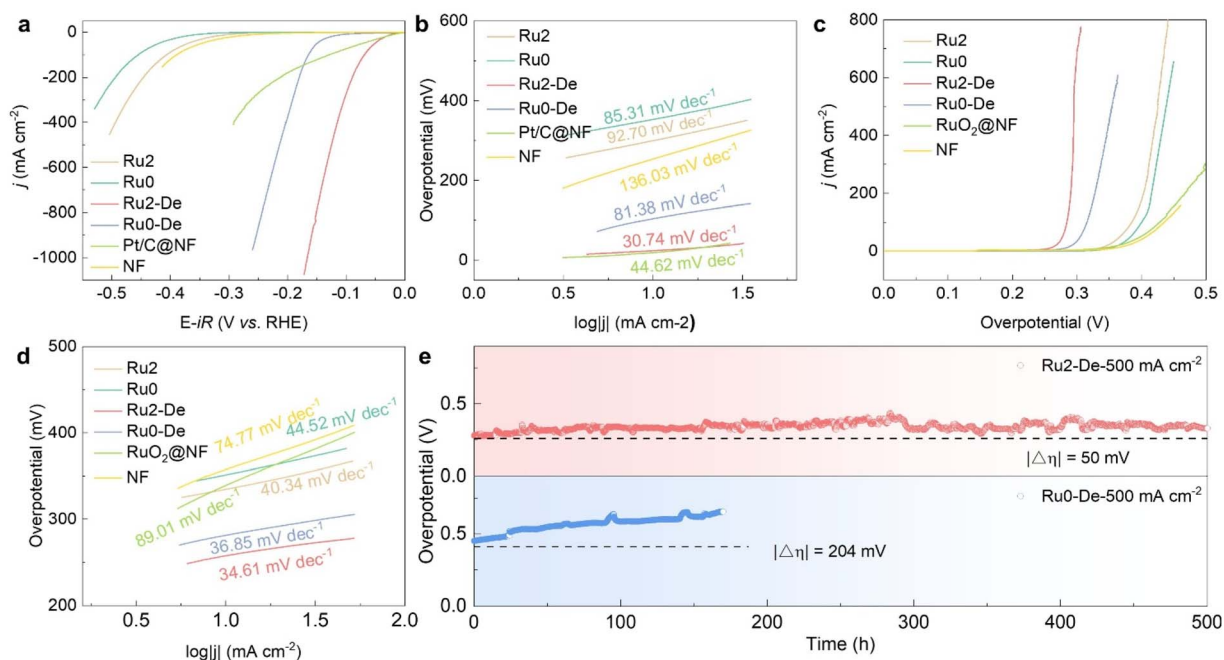 a
0
-200
-400
-600
-800
-1000
j (mA cm⁻²)
Ru2
Ru0
Ru2-De
Ru0-De
Pt/C@NF
NF
-0.5 -0.4 -0.3 -0.2 -0.1 0.0
E-iR (V vs. RHE)
b
600
400
200
0
Overpotential (mV)
Ru2
Ru0
Ru2-De
Ru0-De
Pt/C@NF
NF
85.31 mV dec⁻¹
92.70 mV dec⁻¹
136.03 mV dec⁻¹
81.38 mV dec⁻¹
30.74 mV dec⁻¹
44.62 mV dec⁻¹
0.0 0.5 1.0 1.5
log|j| (mA cm-2)
c
800
600
400
200
0
j (mA cm⁻²)
Ru2
Ru0
Ru2-De
Ru0-De
RuO₂@NF
NF
0.0 0.1 0.2 0.3 0.4 0.5
Overpotential (V)
d
500
400
300
200
Overpotential (mV)
Ru2
Ru0
Ru2-De
Ru0-De
RuO₂@NF
NF
74.77 mV dec⁻¹
44.52 mV dec⁻¹
40.34 mV dec⁻¹
89.01 mV dec⁻¹
36.85 mV dec⁻¹
34.61 mV dec⁻¹
0.5 1.0 1.5 2.0
log|j| (mA cm⁻²)
e
Ru2-De-500 mA cm⁻²
0.5
0.0
Overpotential (V)
|△η| = 50 mV
Ru0-De-500 mA cm⁻²
0.5
0.0
Overpotential (V)
|△η| = 204 mV
0 50 100 150 200 250 300 350 400 450 500
Time (h)